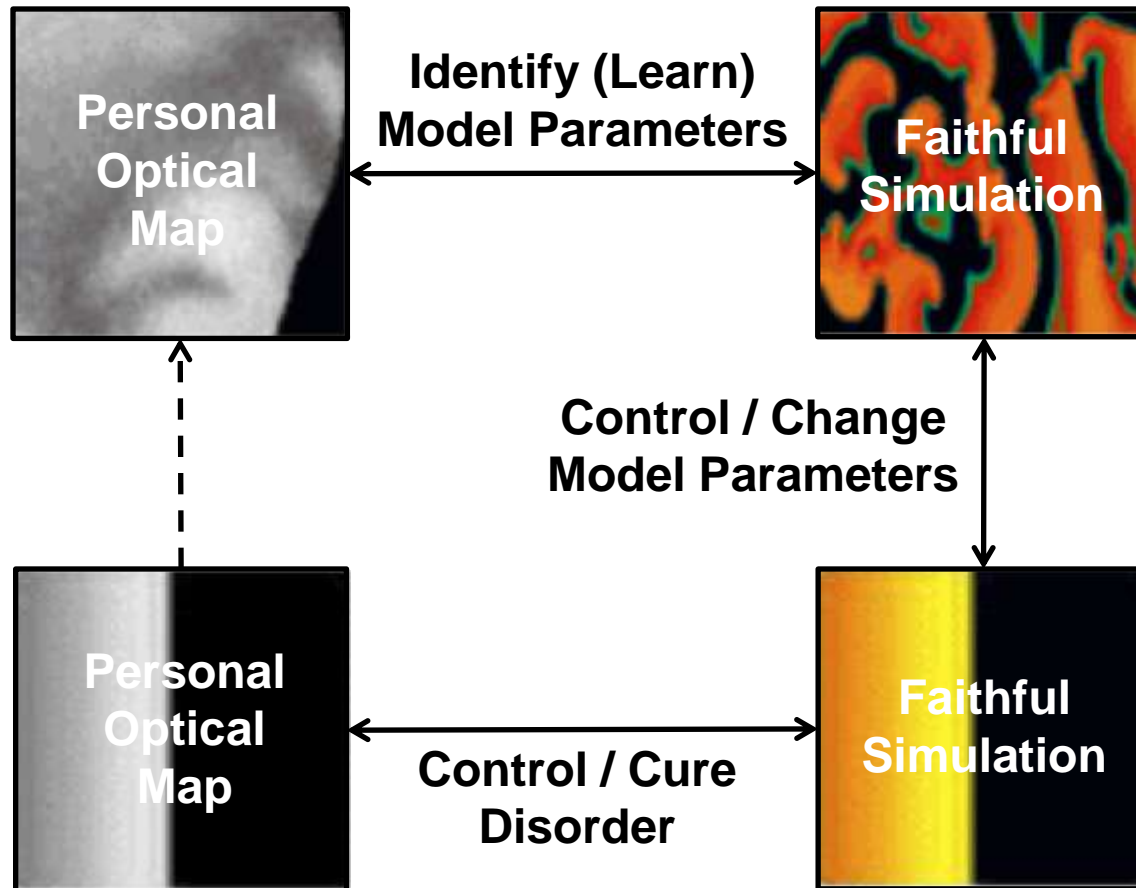 Personal
Optical
Map
Identify (Learn)
Model Parameters
Faithful
Simulation
Control / Change
Model Parameters
Personal
Optical
Map
Control / Cure
Disorder
Faithful
Simulation